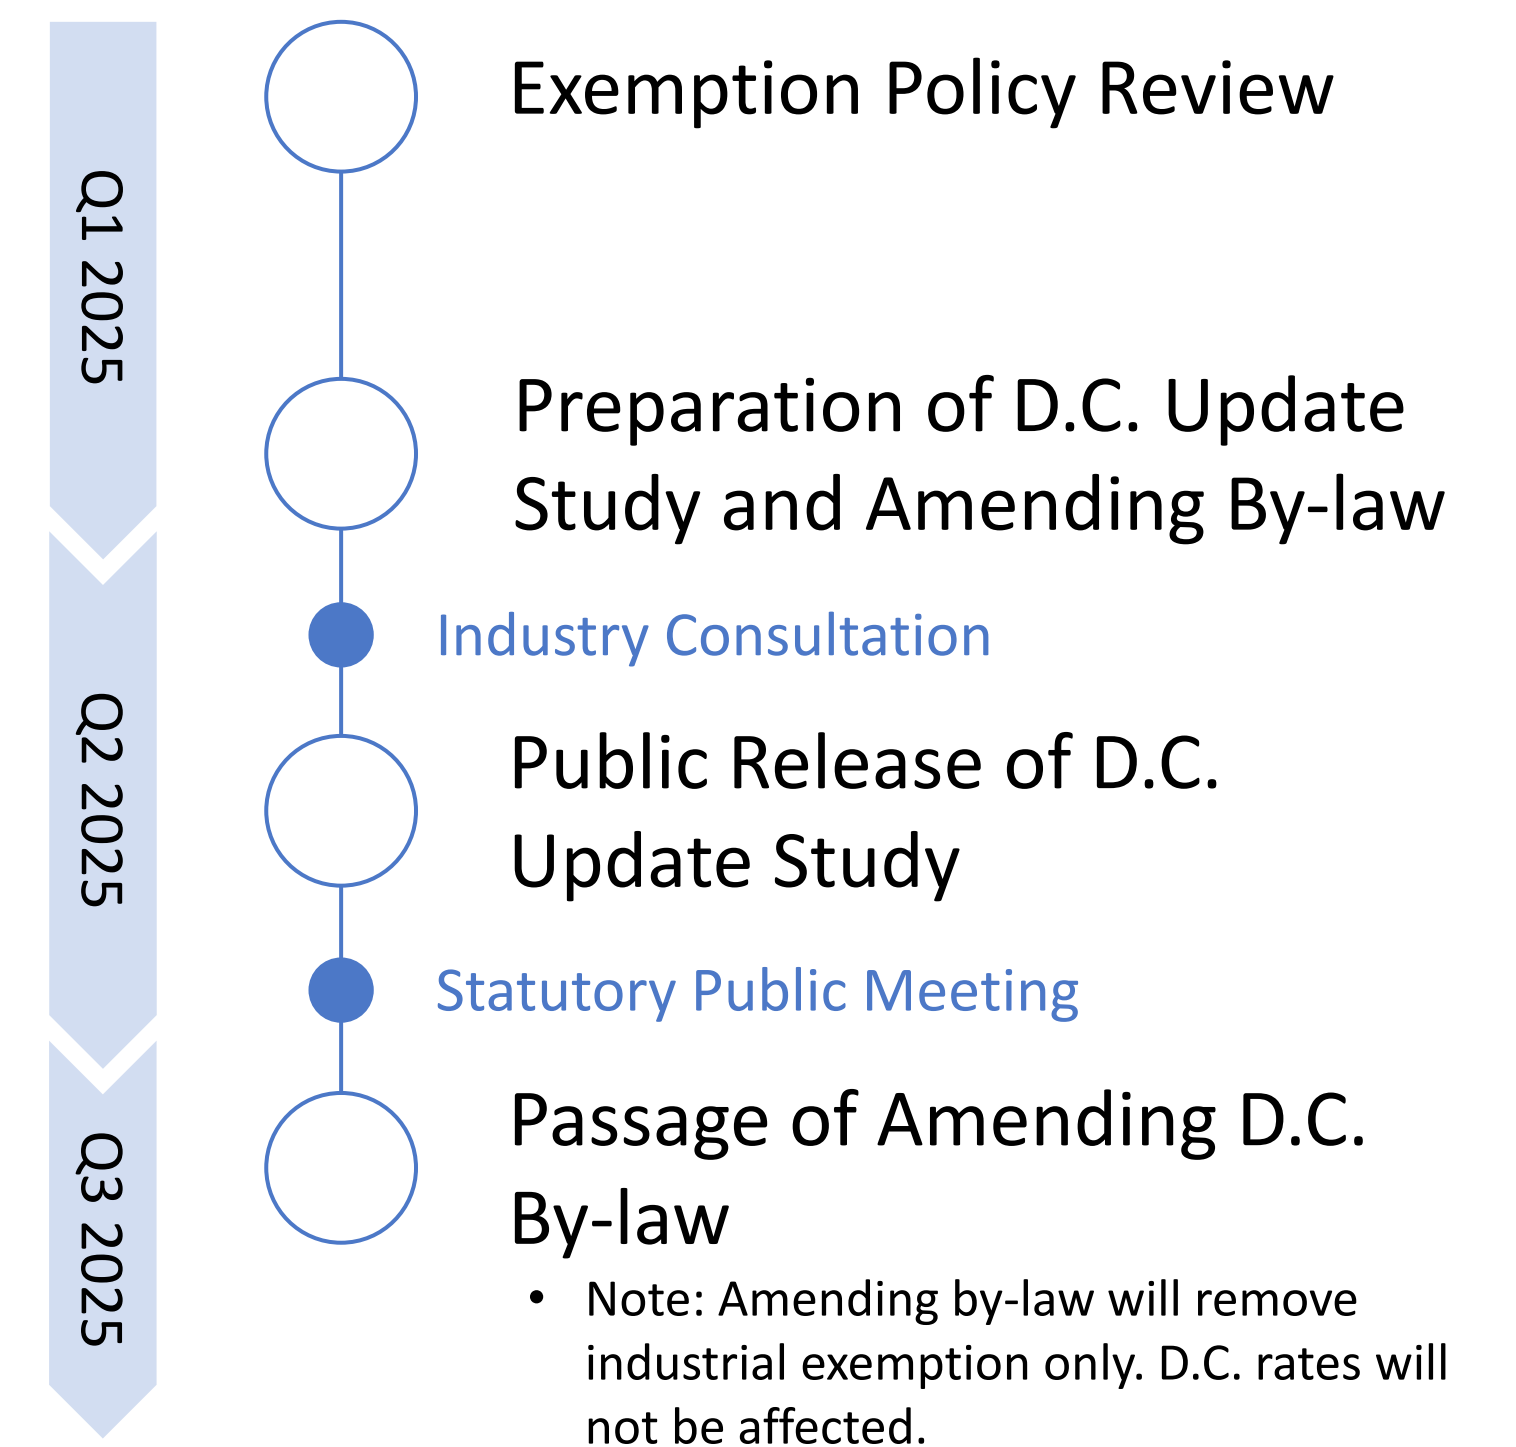 Q1 2025
Exemption Policy Review
Preparation of D.C. Update
Study and Amending By-law
Q2 2025
Industry Consultation
Public Release of D.C.
Update Study
Statutory Public Meeting
Q3 2025
Passage of Amending D.C.
By-law
• Note: Amending by-law will remove
industrial exemption only. D.C. rates will
not be affected.